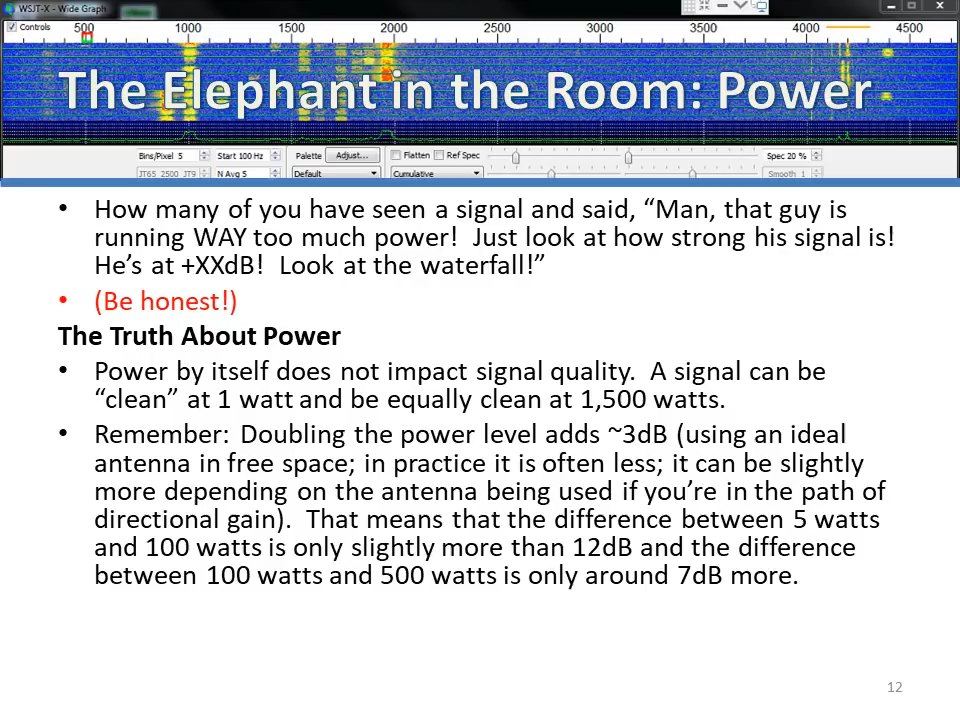 WSJT-X - Wide Graph
Controls
500 1000 1500 2000 2500 3000 3500 4000 4500
The Elephant in the Room: Power
Bins/Pixel 5 Start 100 Hz Palette Adjust... Flatten Ref Spec Spec 20 %
JT65 2500 JT9 N Avg 5 Default Cumulative Smooth 1
• How many of you have seen a signal and said, “Man, that guy is
running WAY too much power! Just look at how strong his signal is!
He’s at +XXdB! Look at the waterfall!”
• (Be honest!)
The Truth About Power
• Power by itself does not impact signal quality. A signal can be
“clean” at 1 watt and be equally clean at 1,500 watts.
• Remember: Doubling the power level adds ~3dB (using an ideal
antenna in free space; in practice it is often less; it can be slightly
more depending on the antenna being used if you’re in the path of
directional gain). That means that the difference between 5 watts
and 100 watts is only slightly more than 12dB and the difference
between 100 watts and 500 watts is only around 7dB more.
12